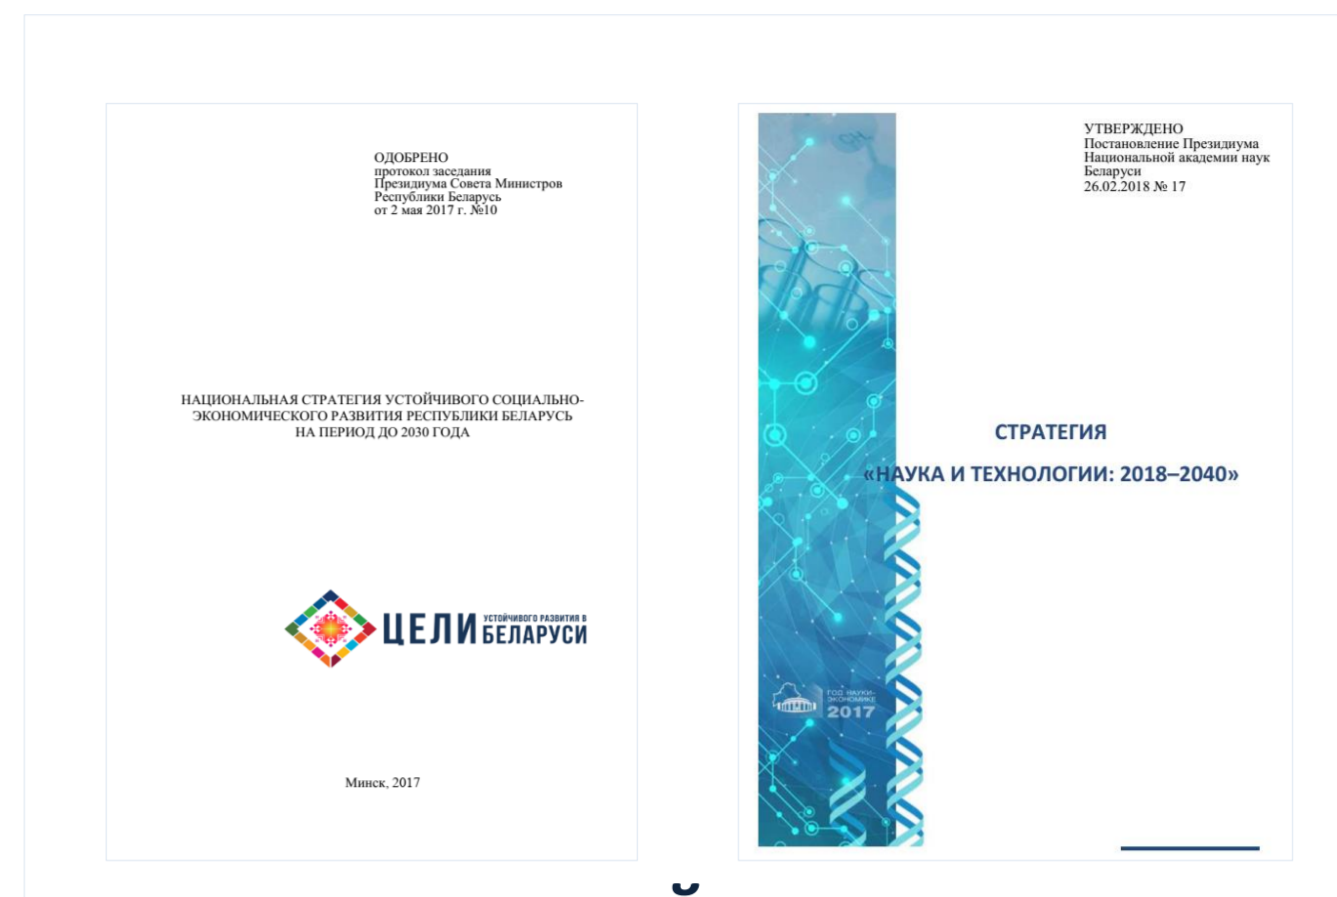 ОДОБРЕНО
протокол заседания
Президиума Совета Министров
Республики Беларусь
от 2 мая 2017 г. №10
НАЦИОНАЛЬНАЯ СТРАТЕГИЯ УСТОЙЧИВОГО СОЦИАЛЬНО-
ЭКОНОМИЧЕСКОГО РАЗВИТИЯ РЕСПУБЛИКИ БЕЛАРУСЬ
НА ПЕРИОД ДО 2030 ГОДА
ЦЕЛИ
УСТОЙЧИВОГО РАЗВИТИЯ В
БЕЛАРУСИ
Минск, 2017
УТВЕРЖДЕНО
Постановление Президиума
Национальной академии наук
Беларуси
26.02.2018 № 17
СТРАТЕГИЯ
«НАУКА И ТЕХНОЛОГИИ: 2018–2040»
ГОД НАУКИ-
ЭКОНОМИКЕ
2017